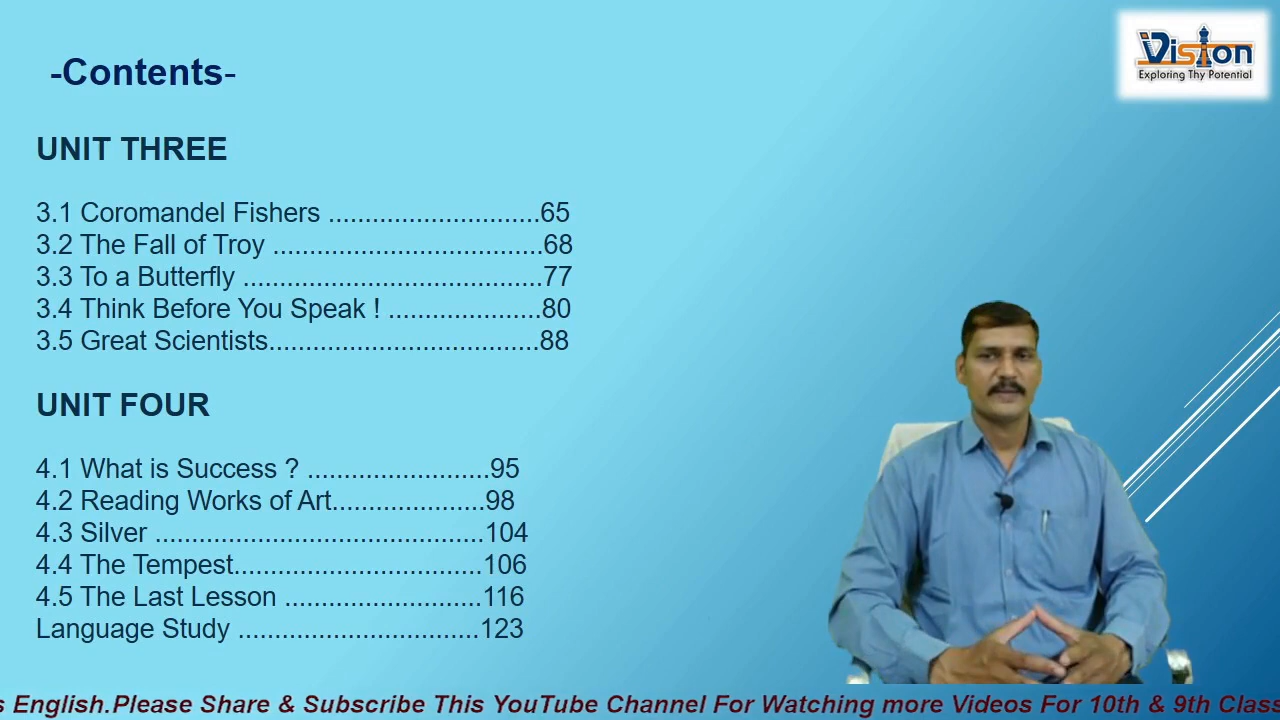 -Contents-
Vision
Exploring Thy Potential
UNIT THREE
3.1 Coromandel Fishers .............................65
3.2 The Fall of Troy .....................................68
3.3 To a Butterfly .........................................77
3.4 Think Before You Speak ! .....................80
3.5 Great Scientists.....................................88
UNIT FOUR
4.1 What is Success ? .........................95
4.2 Reading Works of Art.....................98
4.3 Silver .............................................104
4.4 The Tempest..................................106
4.5 The Last Lesson ...........................116
Language Study .................................123
s English.Please Share & Subscribe This YouTube Channel For Watching more Videos For 10th & 9th Class